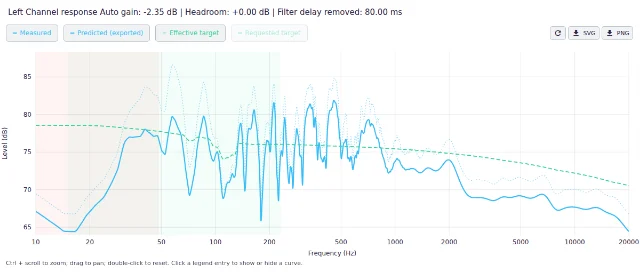 Left Channel response Auto gain: -2.35 dB | Headroom: +0.00 dB | Filter delay removed: 80.00 ms
Measured
Predicted (exported)
Effective target
Requested target
SVG
PNG
Level (dB)
85
80
75
70
65
10 20 50 100 200 500 1000 2000 5000 10000 20000
Frequency (Hz)
Ctrl + scroll to zoom, drag to pan; double-click to reset. Click a legend entry to show or hide a curve.